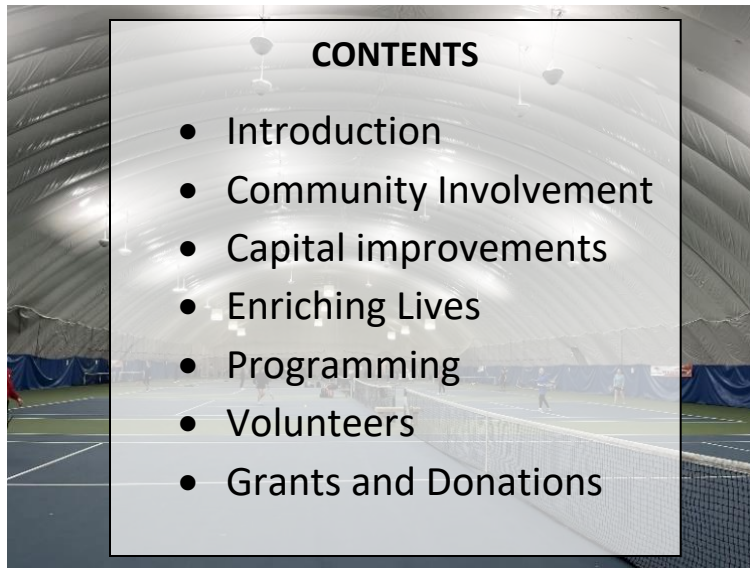 CONTENTS
• Introduction
• Community Involvement
• Capital improvements
• Enriching Lives
• Programming
• Volunteers
• Grants and Donations